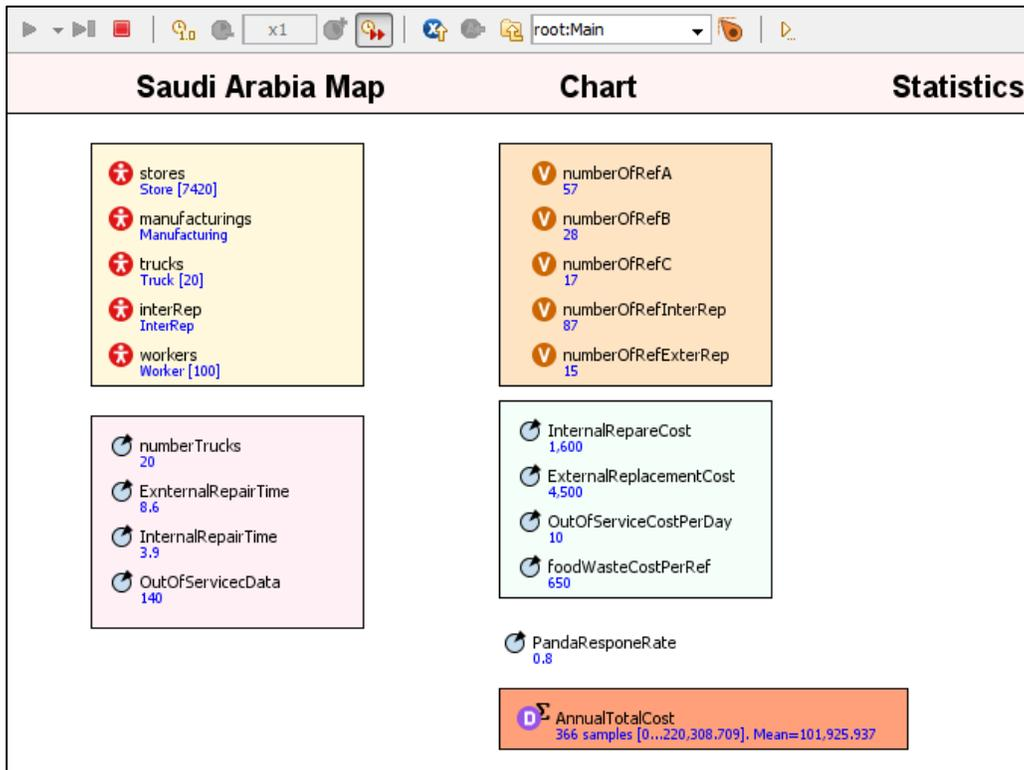 1.0
x1
root:Main
Saudi Arabia Map
Chart
Statistics
stores
Store [7420]
manufacturings
Manufacturing
trucks
Truck [20]
interRep
InterRep
workers
Worker [100]
numberTrucks
20
ExnternalRepairTime
8.6
InternalRepairTime
3.9
OutOfServicecData
140
V numberOfRefA
57
V numberOfRefB
28
V numberOfRefC
17
V numberOfRefInterRep
87
V numberOfRefExterRep
15
InternalRepareCost
1,600
ExternalReplacementCost
4,500
OutOfServiceCostPerDay
10
foodWasteCostPerRef
650
PandaResponeRate
0.8
D Σ AnnualTotalCost
366 samples [0...220,308.709]. Mean=101,925.937